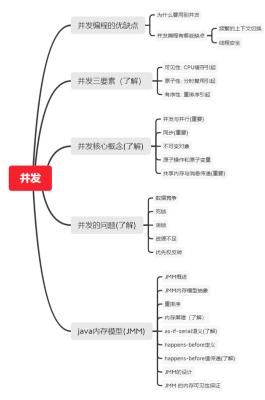 并发
并发编程的优缺点
为什么要用到并发
并发编程有哪些缺点
频繁的上下文切换
线程安全
并发三要素（了解）
可见性: CPU缓存引起
原子性: 分时复用引起
有序性: 重排序引起
并发核心概念(了解)
并发与并行(重要)
同步(重要)
不可变对象
原子操作和原子变量
共享内存与消息传递(重要)
并发的问题(了解)
数据竞争
死锁
活锁
资源不足
优先权反转
java内存模型(JMM)
JMM概述
JMM内存模型抽象
重排序
内存屏障（了解）
as-if-serial语义(了解)
happens-before定义
happens-before值传递(了解)
JMM的设计
JMM 的内存可见性保证